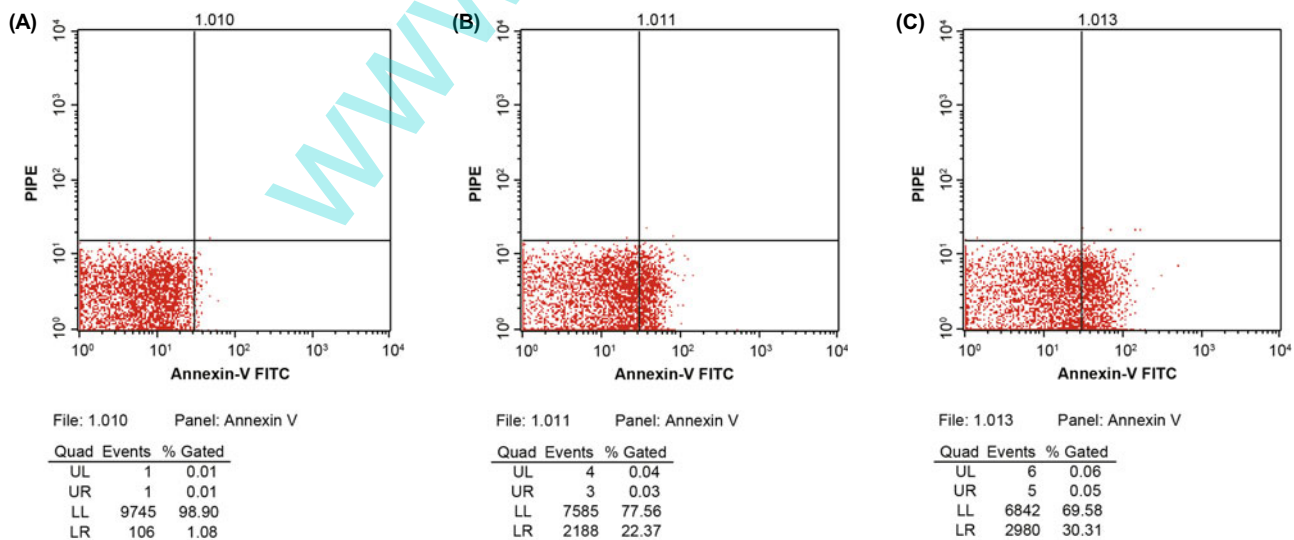 (A)
1.010
10⁴
10³
10²
10¹
10⁰
PIPE
10⁰ 10¹ 10² 10³ 10⁴
Annexin-V FITC
File: 1.010 Panel: Annexin V
Quad Events % Gated
UL 1 0.01
UR 1 0.01
LL 9745 98.90
LR 106 1.08
(B)
1.011
10⁴
10³
10²
10¹
10⁰
PIPE
10⁰ 10¹ 10² 10³ 10⁴
Annexin-V FITC
File: 1.011 Panel: Annexin V
Quad Events % Gated
UL 4 0.04
UR 3 0.03
LL 7585 77.56
LR 2188 22.37
(C)
1.013
10⁴
10³
10²
10¹
10⁰
PIPE
10⁰ 10¹ 10² 10³ 10⁴
Annexin-V FITC
File: 1.013 Panel: Annexin V
Quad Events % Gated
UL 6 0.06
UR 5 0.05
LL 6842 69.58
LR 2980 30.31
www